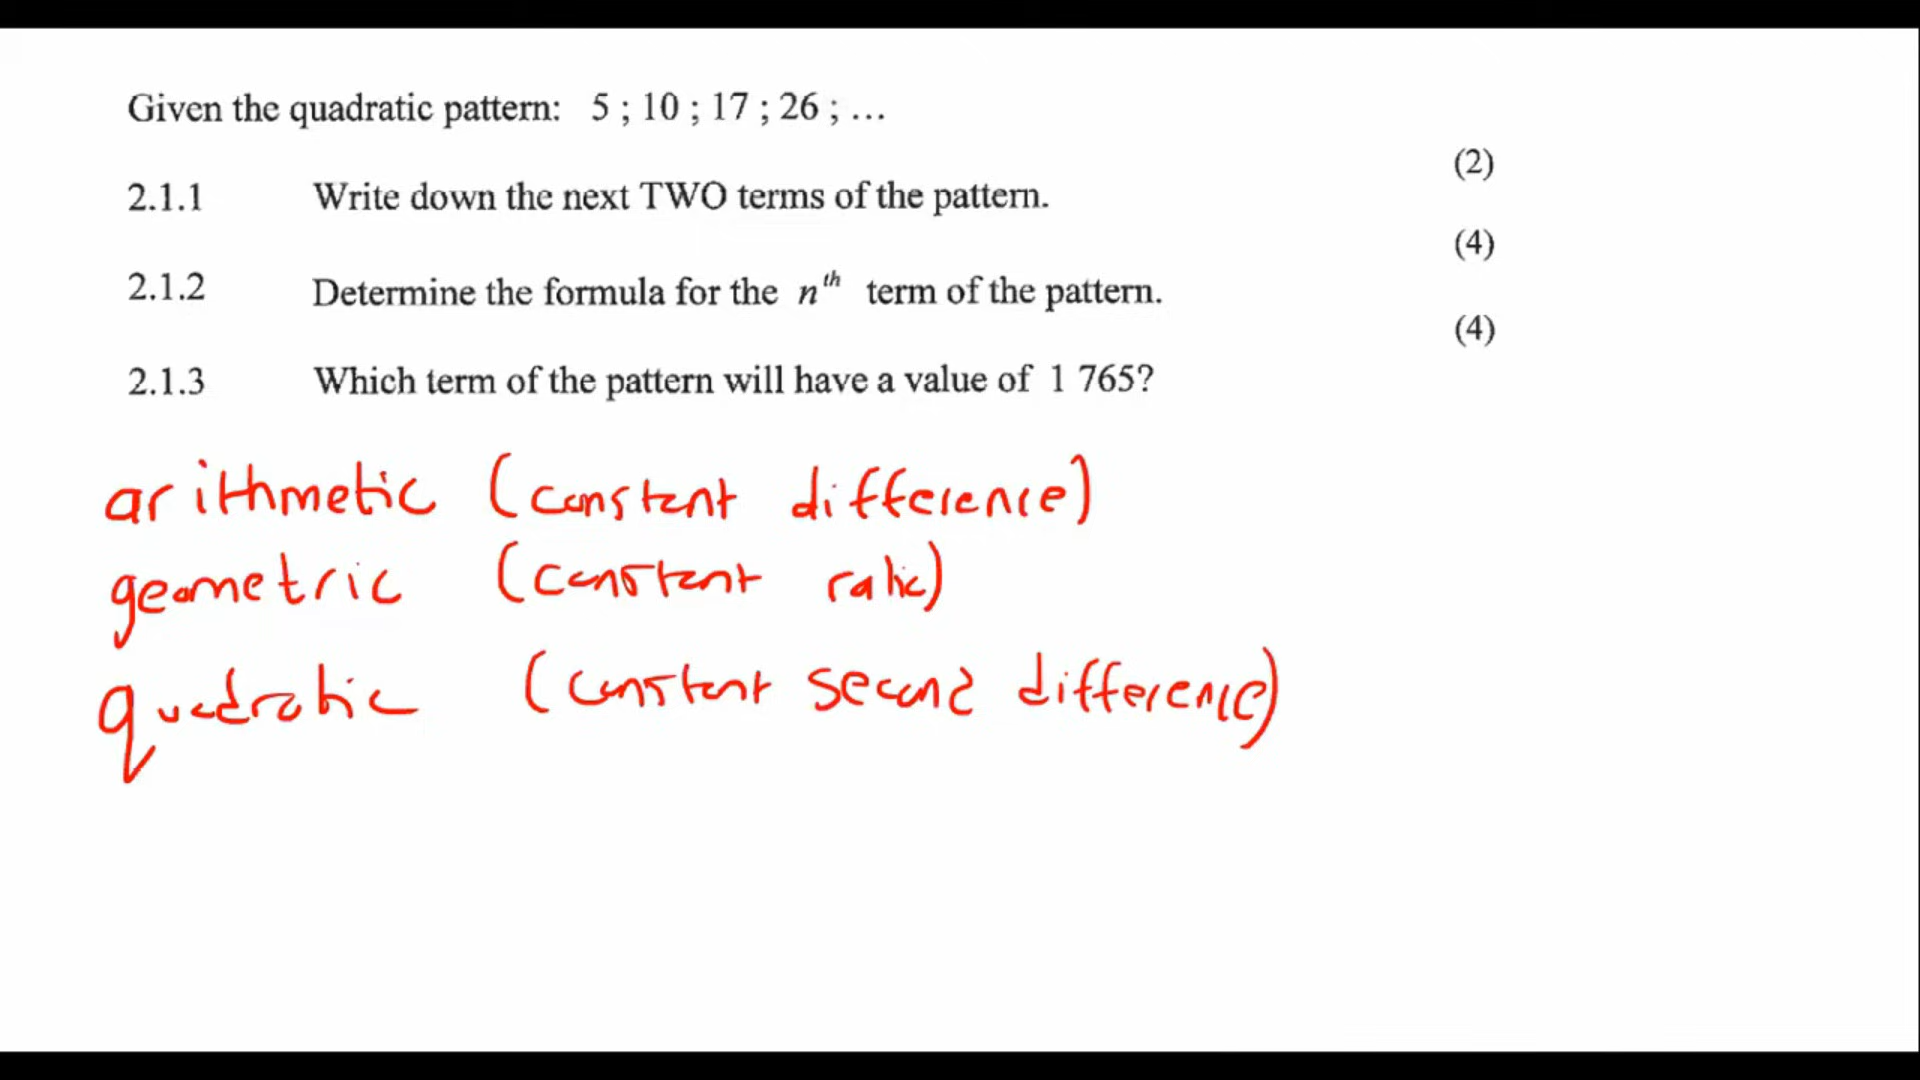 Given the quadratic pattern: 5 ; 10 ; 17 ; 26 ; …
(2)
2.1.1 Write down the next TWO terms of the pattern.
(4)
2.1.2 Determine the formula for the nth term of the pattern.
(4)
2.1.3 Which term of the pattern will have a value of 1 765?
arithmetic (constant difference)
geometric (constant ratio)
quadratic (constant second difference)